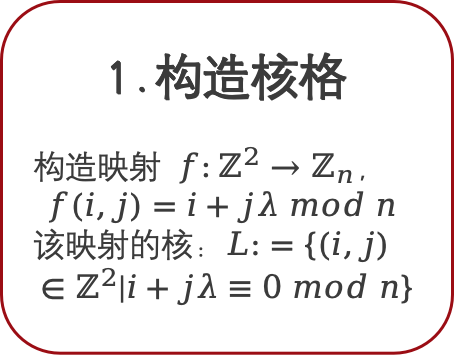 1.构造核格
构造映射 f: ℤ² → ℤₙ,
f(i, j) = i + jλ mod n
该映射的核: L: = {(i, j)
∈ ℤ²|i + jλ ≡ 0 mod n}